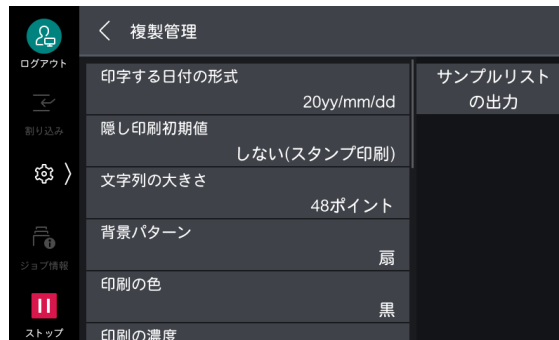 複製管理
ログアウト
割り込み
ジョブ情報
ストップ
印字する日付の形式
20yy/mm/dd
隠し印刷初期値
しない(スタンプ印刷)
文字列の大きさ
48ポイント
背景パターン
扇
印刷の色
黒
印刷の濃度
サンプルリスト
の出力